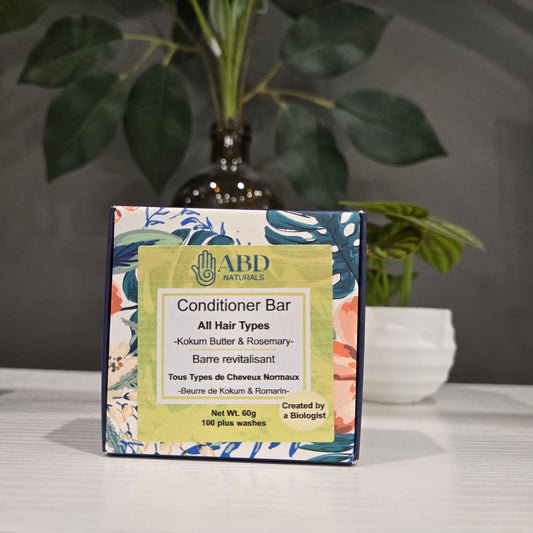 ABD
NATURALS
Conditioner Bar
All Hair Types
-Kokum Butter & Rosemary-
Barre revitalisant
Tous Types de Cheveux Normaux
-Beurre de Kokum & Romarin-
Net Wt. 60g
100 plus washes
Created by
a Biologist